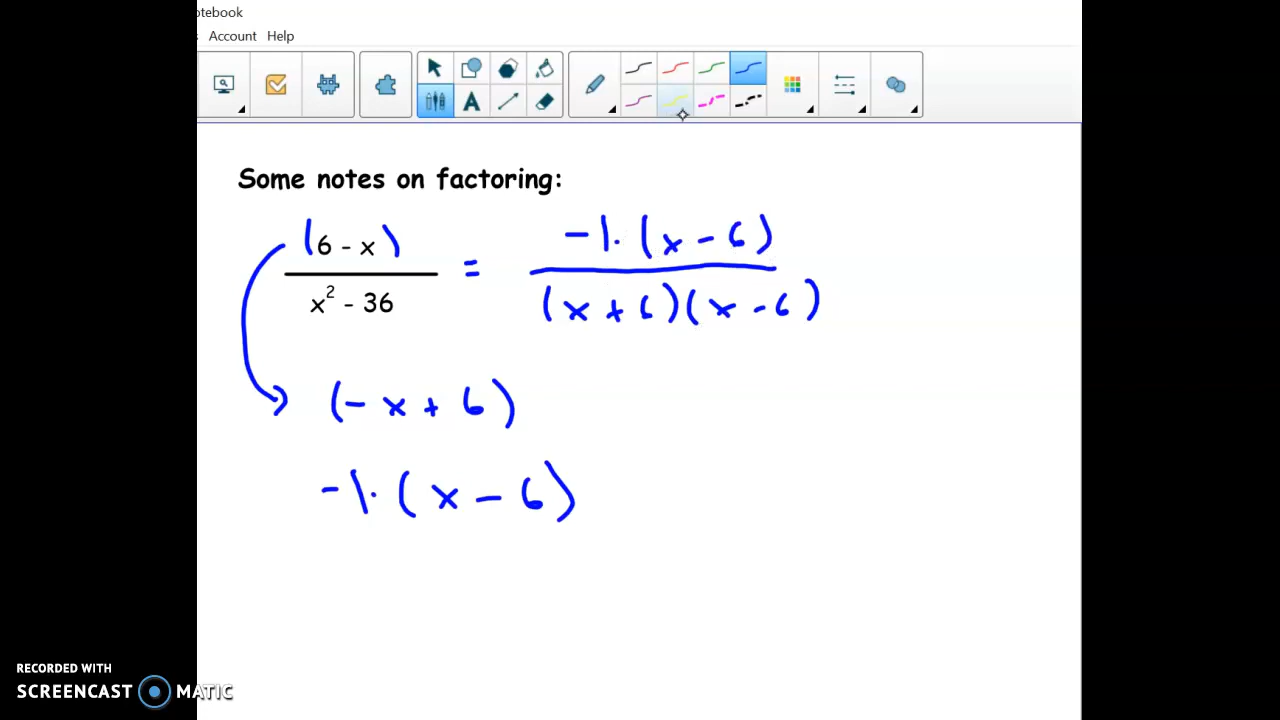 otebook
Account Help
Some notes on factoring:
(6 - x) / x² - 36 = -1·(x - 6) / (x + 6)(x - 6)
(- x + 6)
-1·(x - 6)
RECORDED WITH
SCREENCAST MATIC